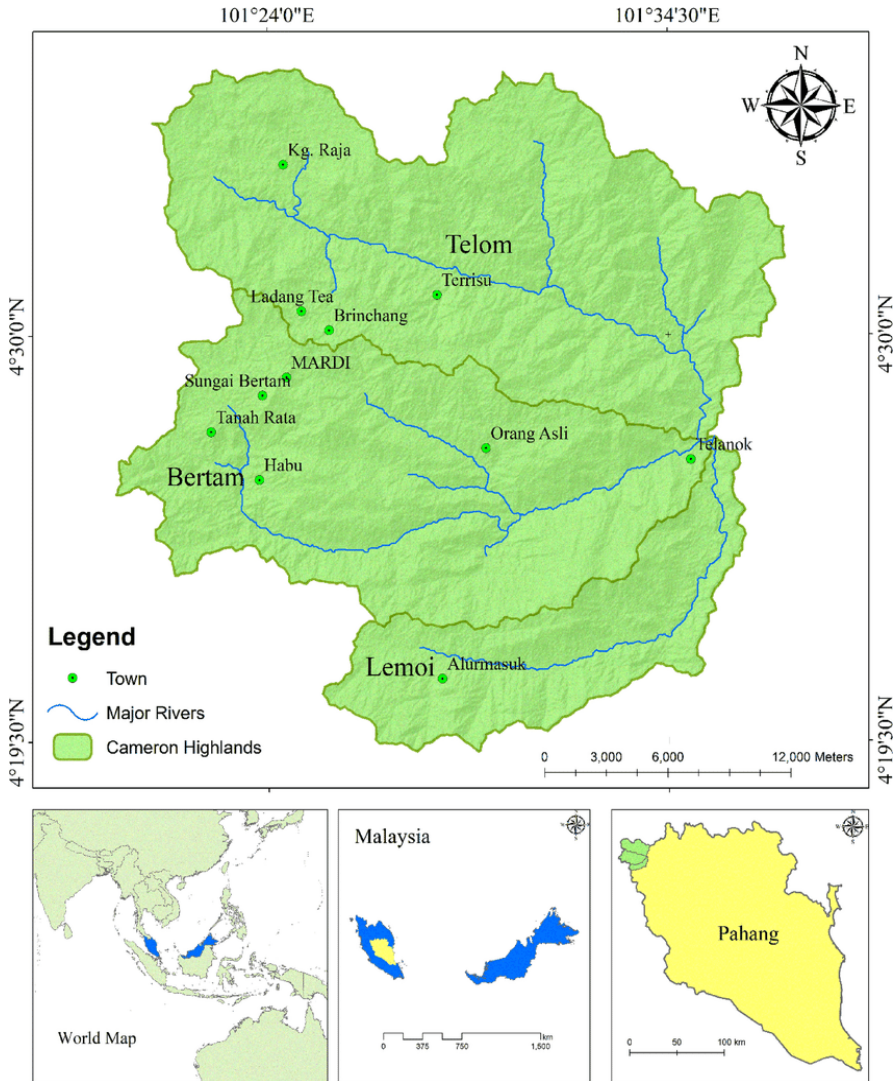 101°24'0"E
101°34'30"E
N
W
E
S
Kg. Raja
Telom
Terrisu
Ladang Tea
Brinchang
4°30'0"N
4°30'0"N
MARDI
Sungai Bertam
Tanah Rata
Orang Asli
Telanok
Bertam
Habu
Legend
Town
Major Rivers
Cameron Highlands
Lemoi
Alurmasuk
4°19'30"N
4°19'30"N
0 3,000 6,000 12,000 Meters
World Map
Malaysia
0 375 750 1,500 km
Pahang
0 50 100 km